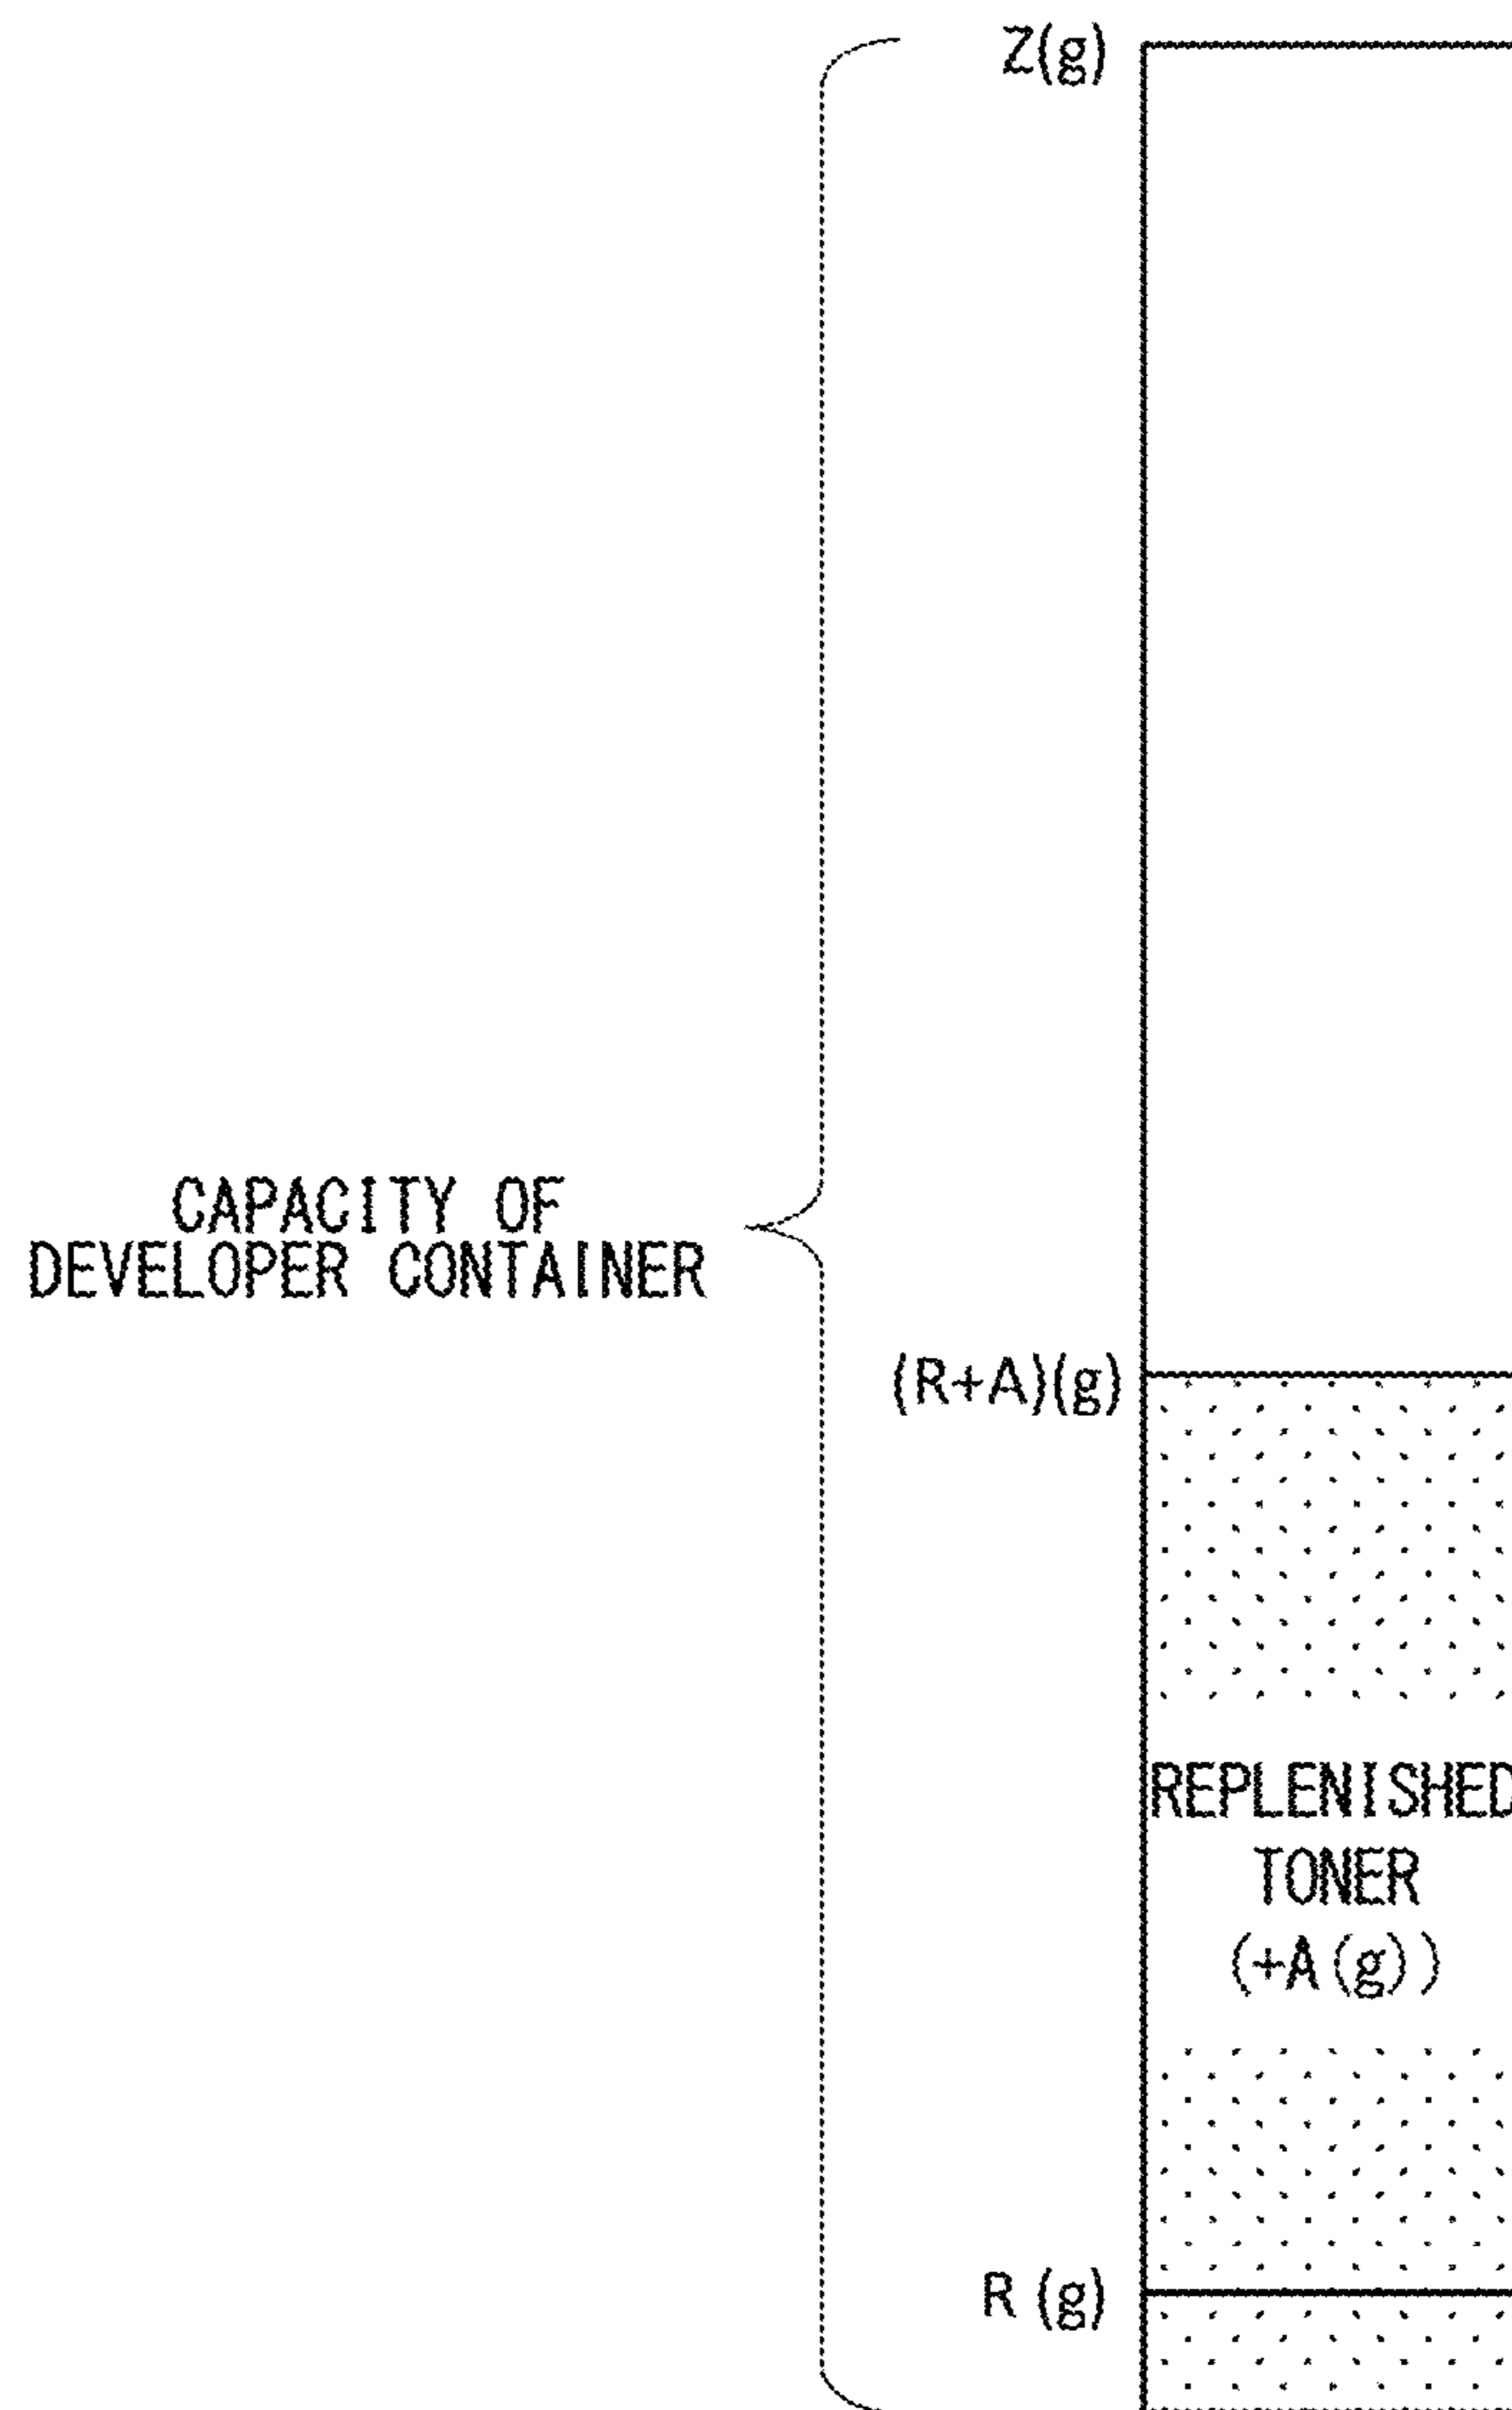 Z(g)
CAPACITY OF
DEVELOPER CONTAINER
(R+A)(g)
REPLENISHED
TONER
(+A(g))
R (g)